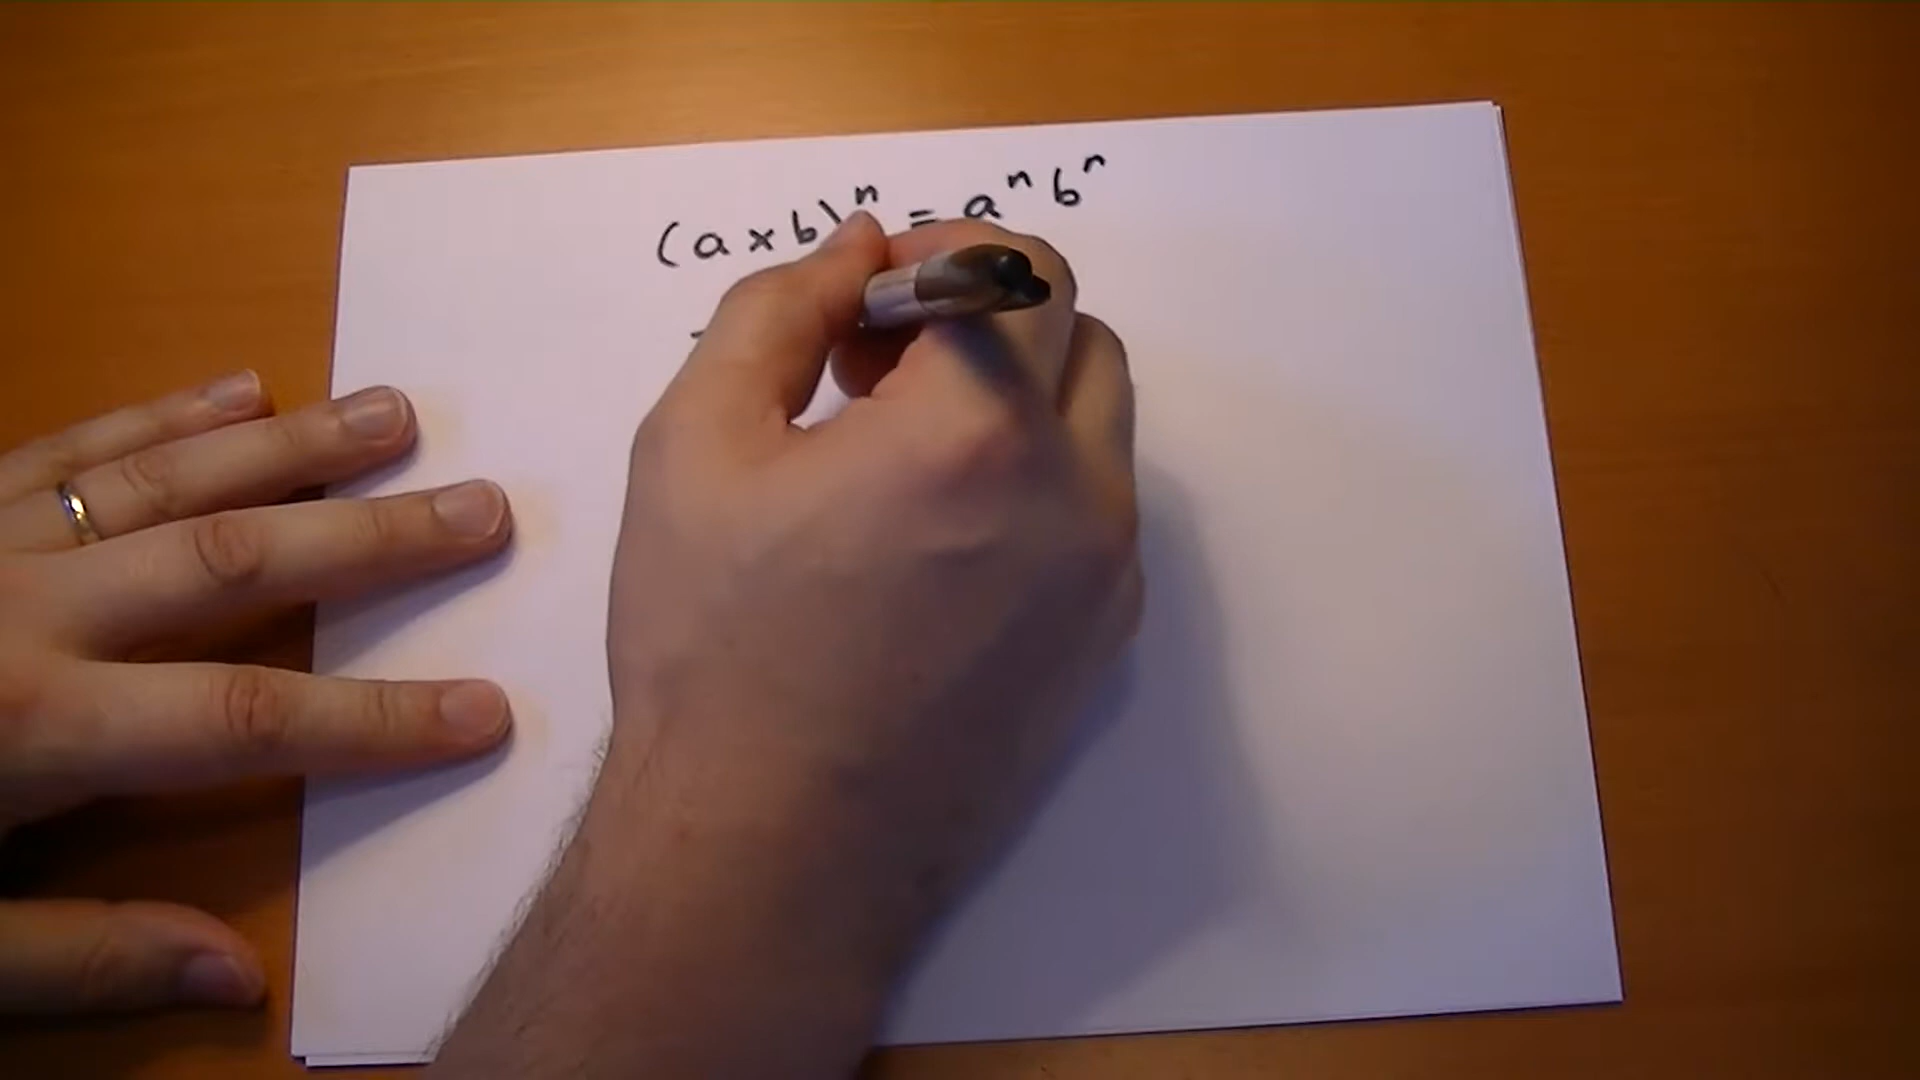 (a×b)ⁿ = aⁿ bⁿ